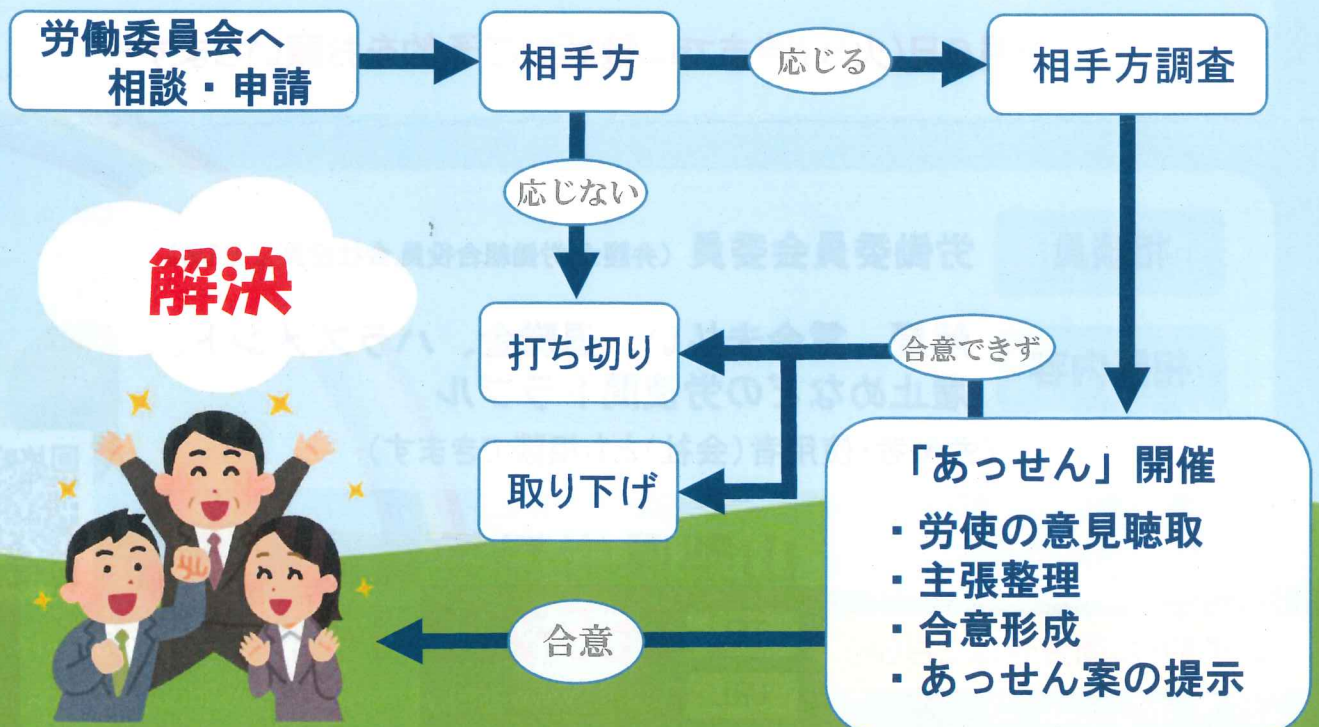 労働委員会へ
相談・申請
相手方
応じる
相手方調査
応じない
解決
打ち切り
合意できず
取り下げ
「あっせん」開催
・労使の意見聴取
・主張整理
・合意形成
・あっせん案の提示
合意